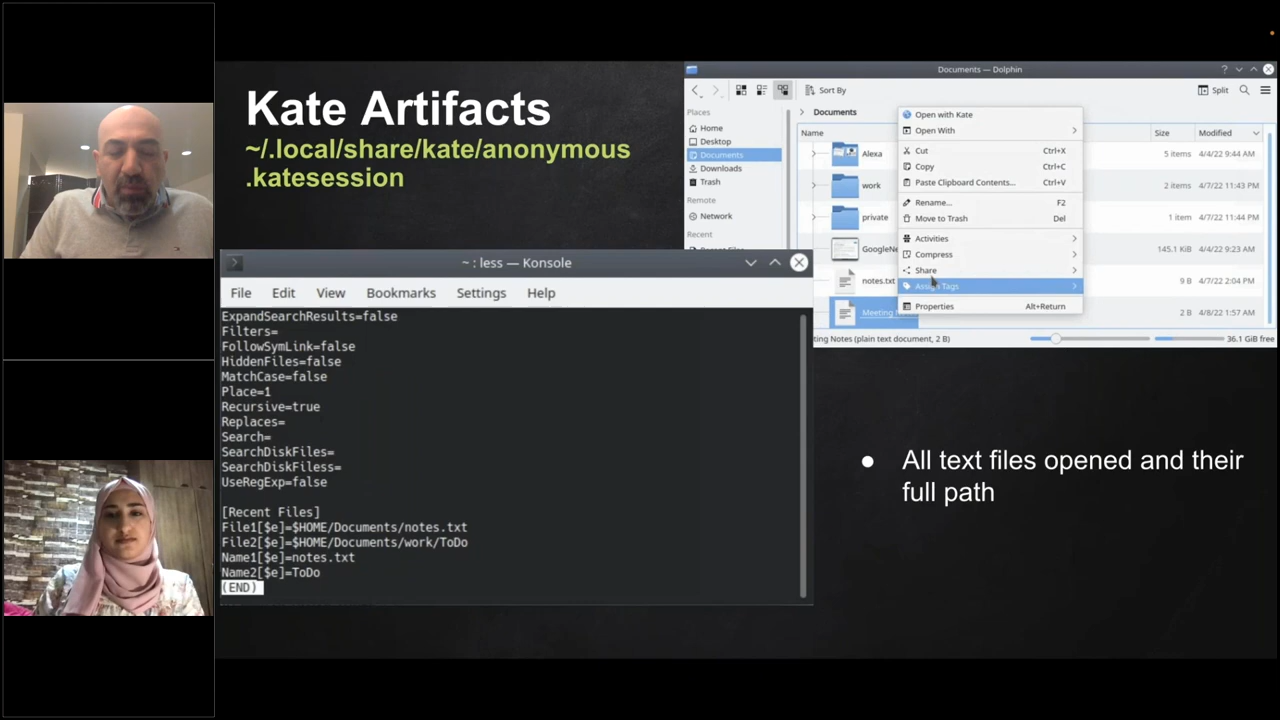 Kate Artifacts
~/.local/share/kate/anonymous
.katesession
Documents — Dolphin
Sort By
Split
Places
Home
Desktop
Documents
Downloads
Trash
Remote
Network
Recent
Documents
Name
Size
Modified
Alexa
5 items
4/4/22 9:44 AM
work
2 items
4/7/22 11:43 PM
private
1 item
4/7/22 11:44 PM
145.1 KiB
4/4/22 9:23 AM
notes.txt
9 B
4/7/22 2:04 PM
Meeting
2 B
4/8/22 1:57 AM
Open with Kate
Open With
Cut Ctrl+X
Copy Ctrl+C
Paste Clipboard Contents... Ctrl+V
Rename... F2
Move to Trash Del
Activities
Compress
Share
Assign Tags
Properties Alt+Return
ting Notes (plain text document, 2 B)
36.1 GiB free
~ : less — Konsole
File Edit View Bookmarks Settings Help
ExpandSearchResults=false
Filters=
FollowSymLink=false
HiddenFiles=false
MatchCase=false
Place=1
Recursive=true
Replaces=
Search=
SearchDiskFiles=
SearchDiskFiless=
UseRegExp=false
[Recent Files]
File1[$e]=$HOME/Documents/notes.txt
File2[$e]=$HOME/Documents/work/ToDo
Name1[$e]=notes.txt
Name2[$e]=ToDo
(END)
● All text files opened and their
full path